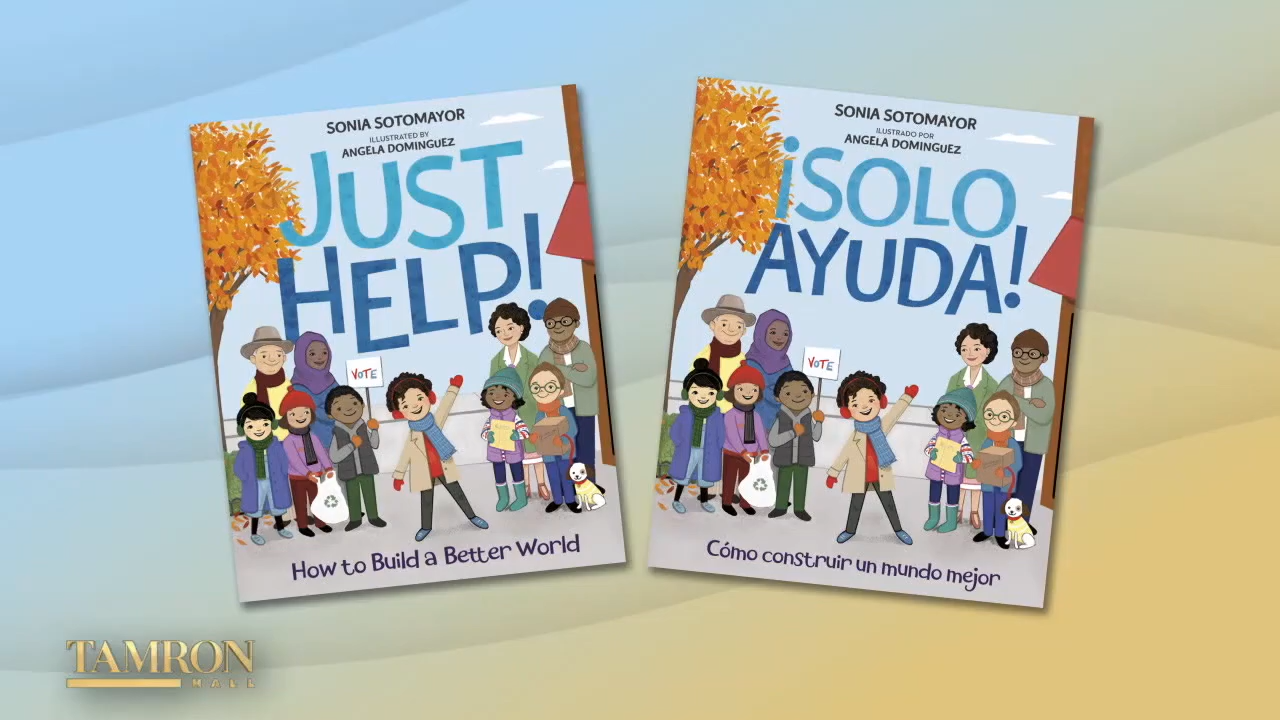 SONIA SOTOMAYOR
ILLUSTRATED BY
ANGELA DOMINGUEZ
JUST
HELP!
VOTE
How to Build a Better World
SONIA SOTOMAYOR
ILUSTRADO POR
ANGELA DOMINGUEZ
¡SOLO
AYUDA!
VOTE
Cómo construir un mundo mejor
TAMRON
HALL